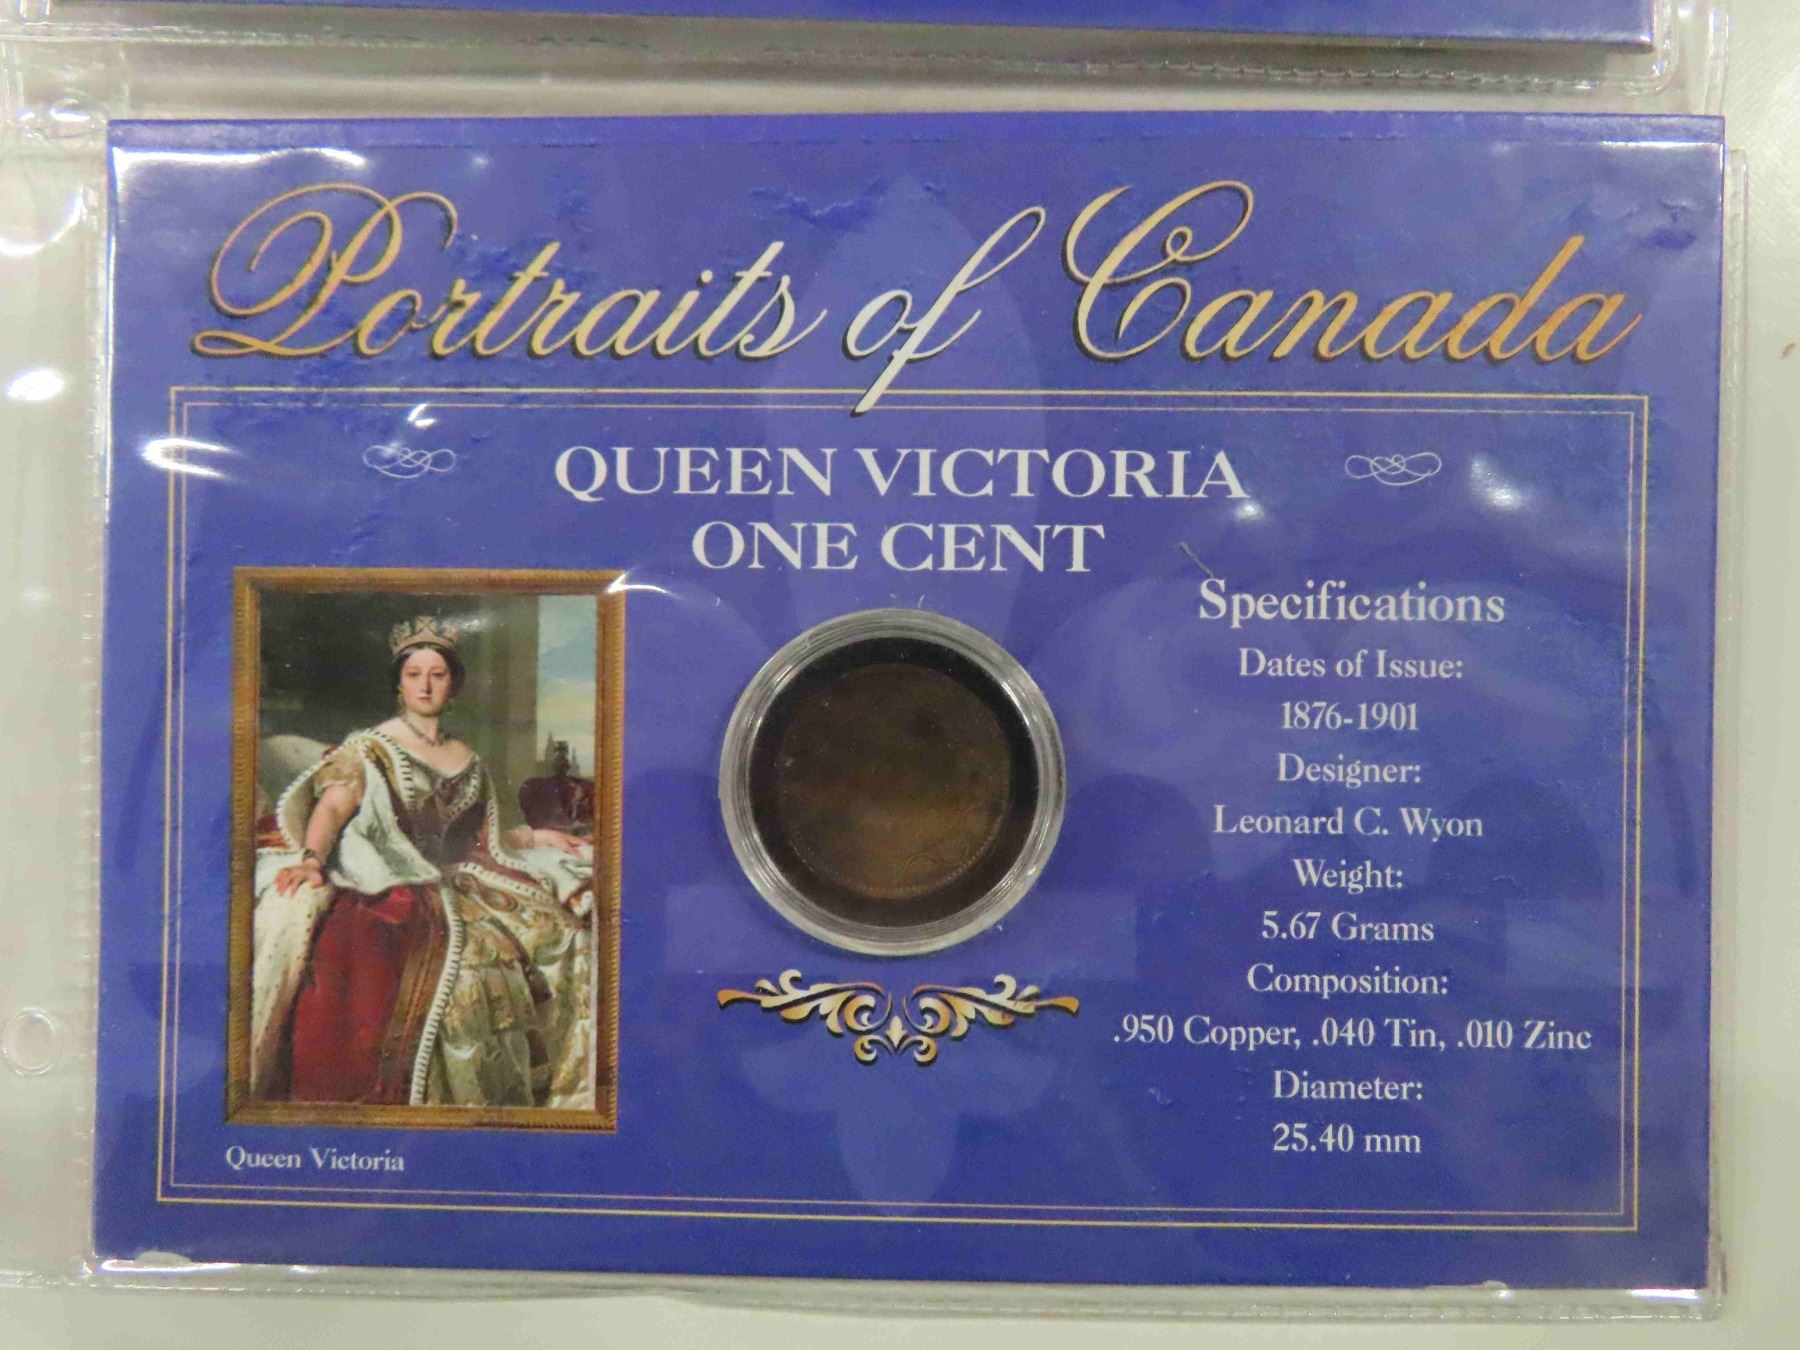 Portraits of Canada
QUEEN VICTORIA
ONE CENT
Specifications
Dates of Issue:
1876-1901
Designer:
Leonard C. Wyon
Weight:
5.67 Grams
Composition:
.950 Copper, .040 Tin, .010 Zinc
Diameter:
25.40 mm
Queen Victoria